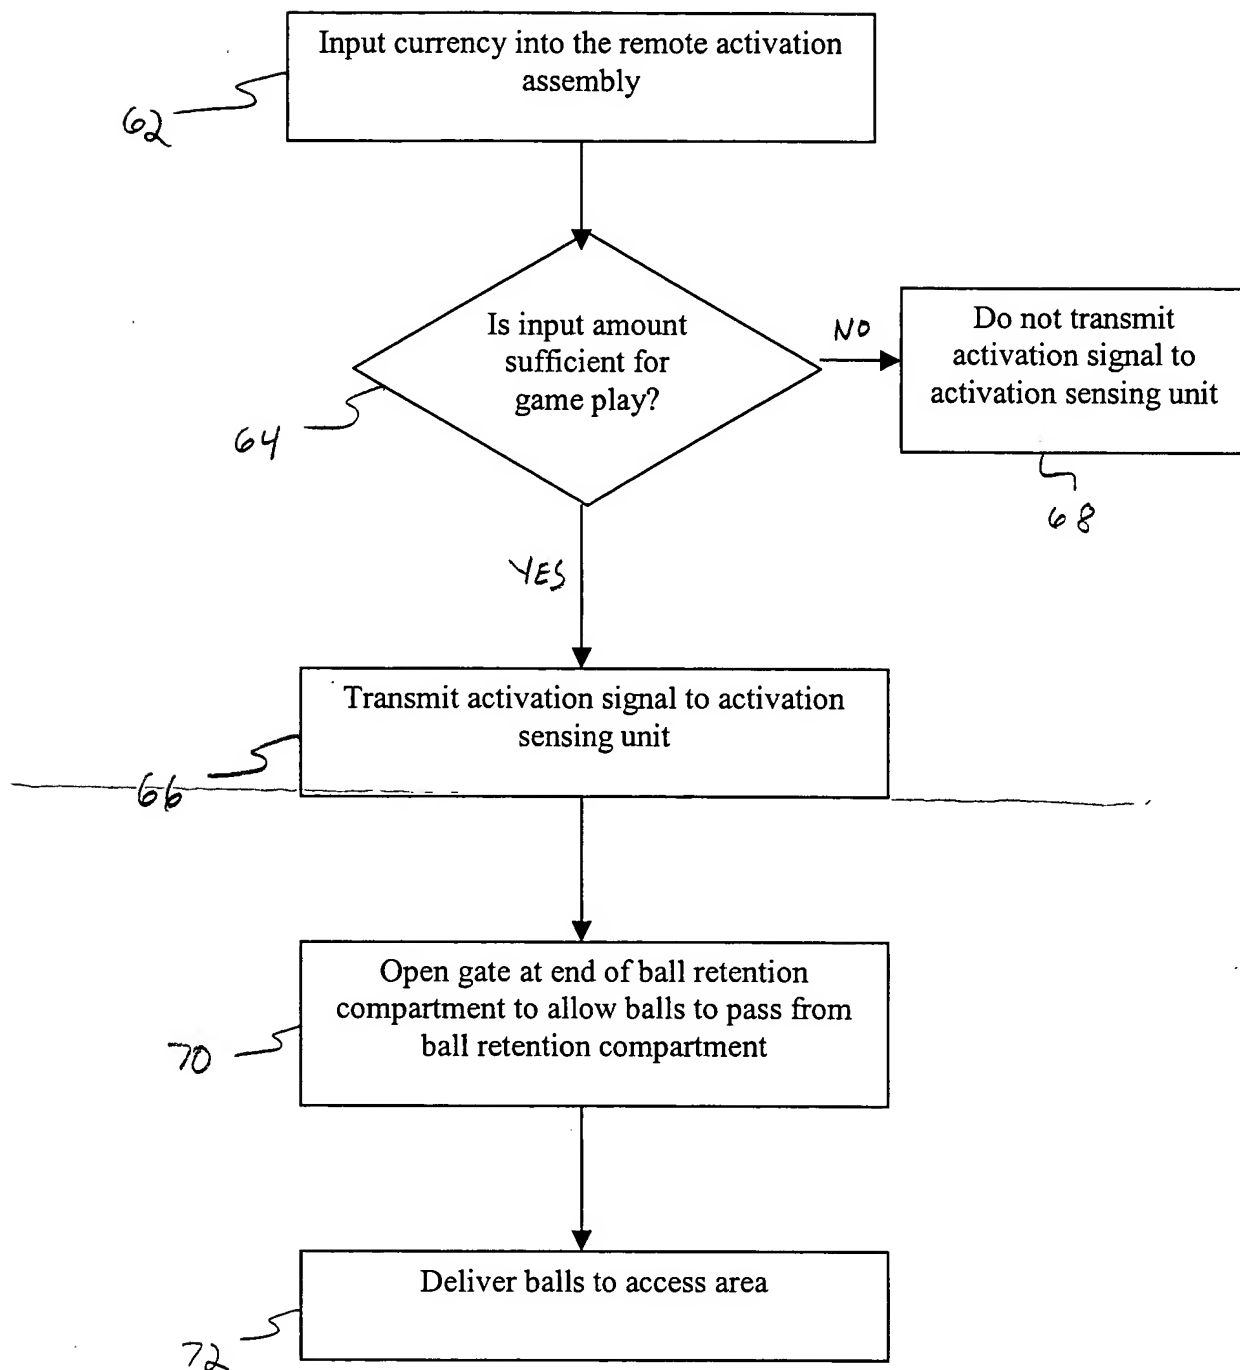 Input currency into the remote activation
assembly
62
Is input amount
sufficient for
game play?
64
NO
Do not transmit
activation signal to
activation sensing unit
68
YES
Transmit activation signal to activation
sensing unit
66
Open gate at end of ball retention
compartment to allow balls to pass from
ball retention compartment
70
Deliver balls to access area
72